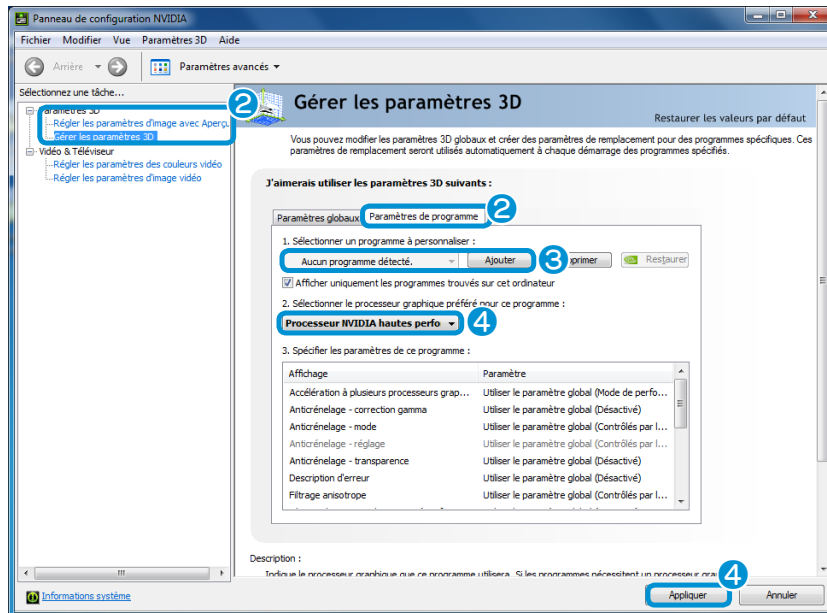 Panneau de configuration NVIDIA
Fichier Modifier Vue Paramètres 3D Aide
Arrière Paramètres avancés
Sélectionnez une tâche...
2
Paramètres 3D
Régler les paramètres d'image avec Aperçu
Gérer les paramètres 3D
Vidéo & Téléviseur
Régler les paramètres des couleurs vidéo
Régler les paramètres d'image vidéo
Gérer les paramètres 3D
Restaurer les valeurs par défaut
Vous pouvez modifier les paramètres 3D globaux et créer des paramètres de remplacement pour des programmes spécifiques. Ces
paramètres de remplacement seront utilisés automatiquement à chaque démarrage des programmes spécifiés.
J'aimerais utiliser les paramètres 3D suivants :
Paramètres globaux Paramètres de programme 2
1. Sélectionner un programme à personnaliser :
Aucun programme détecté. Ajouter 3 primer Restaurer
Afficher uniquement les programmes trouvés sur cet ordinateur
2. Sélectionner le processeur graphique préféré pour ce programme :
Processeur NVIDIA hautes perfo 4
3. Spécifier les paramètres de ce programme :
Affichage Paramètre
Accélération à plusieurs processeurs grap... Utiliser le paramètre global (Mode de perfo...
Anticrénelage - correction gamma Utiliser le paramètre global (Désactivé)
Anticrénelage - mode Utiliser le paramètre global (Contrôlés par l...
Anticrénelage - réglage Utiliser le paramètre global (Contrôlés par l...
Anticrénelage - transparence Utiliser le paramètre global (Désactivé)
Description d'erreur Utiliser le paramètre global (Désactivé)
Filtrage anisotrope Utiliser le paramètre global (Contrôlés par l...
Description :
Indique le processeur graphique que ce programme utilisera. Si les programmes nécessitent un processeur
4
Informations système
Appliquer Annuler